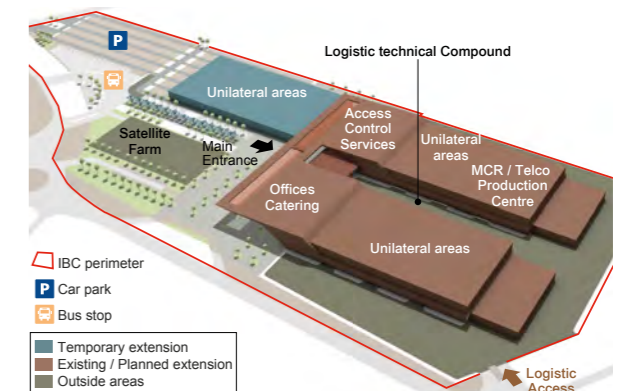 P
Logistic technical Compound
Unilateral areas
Access
Control
Services
Unilateral
areas
MCR / Telco
Production
Centre
Satellite
Farm
Main
Entrance
Offices
Catering
Unilateral areas
IBC perimeter
P Car park
Bus stop
Temporary extension
Existing / Planned extension
Outside areas
Logistic
Access